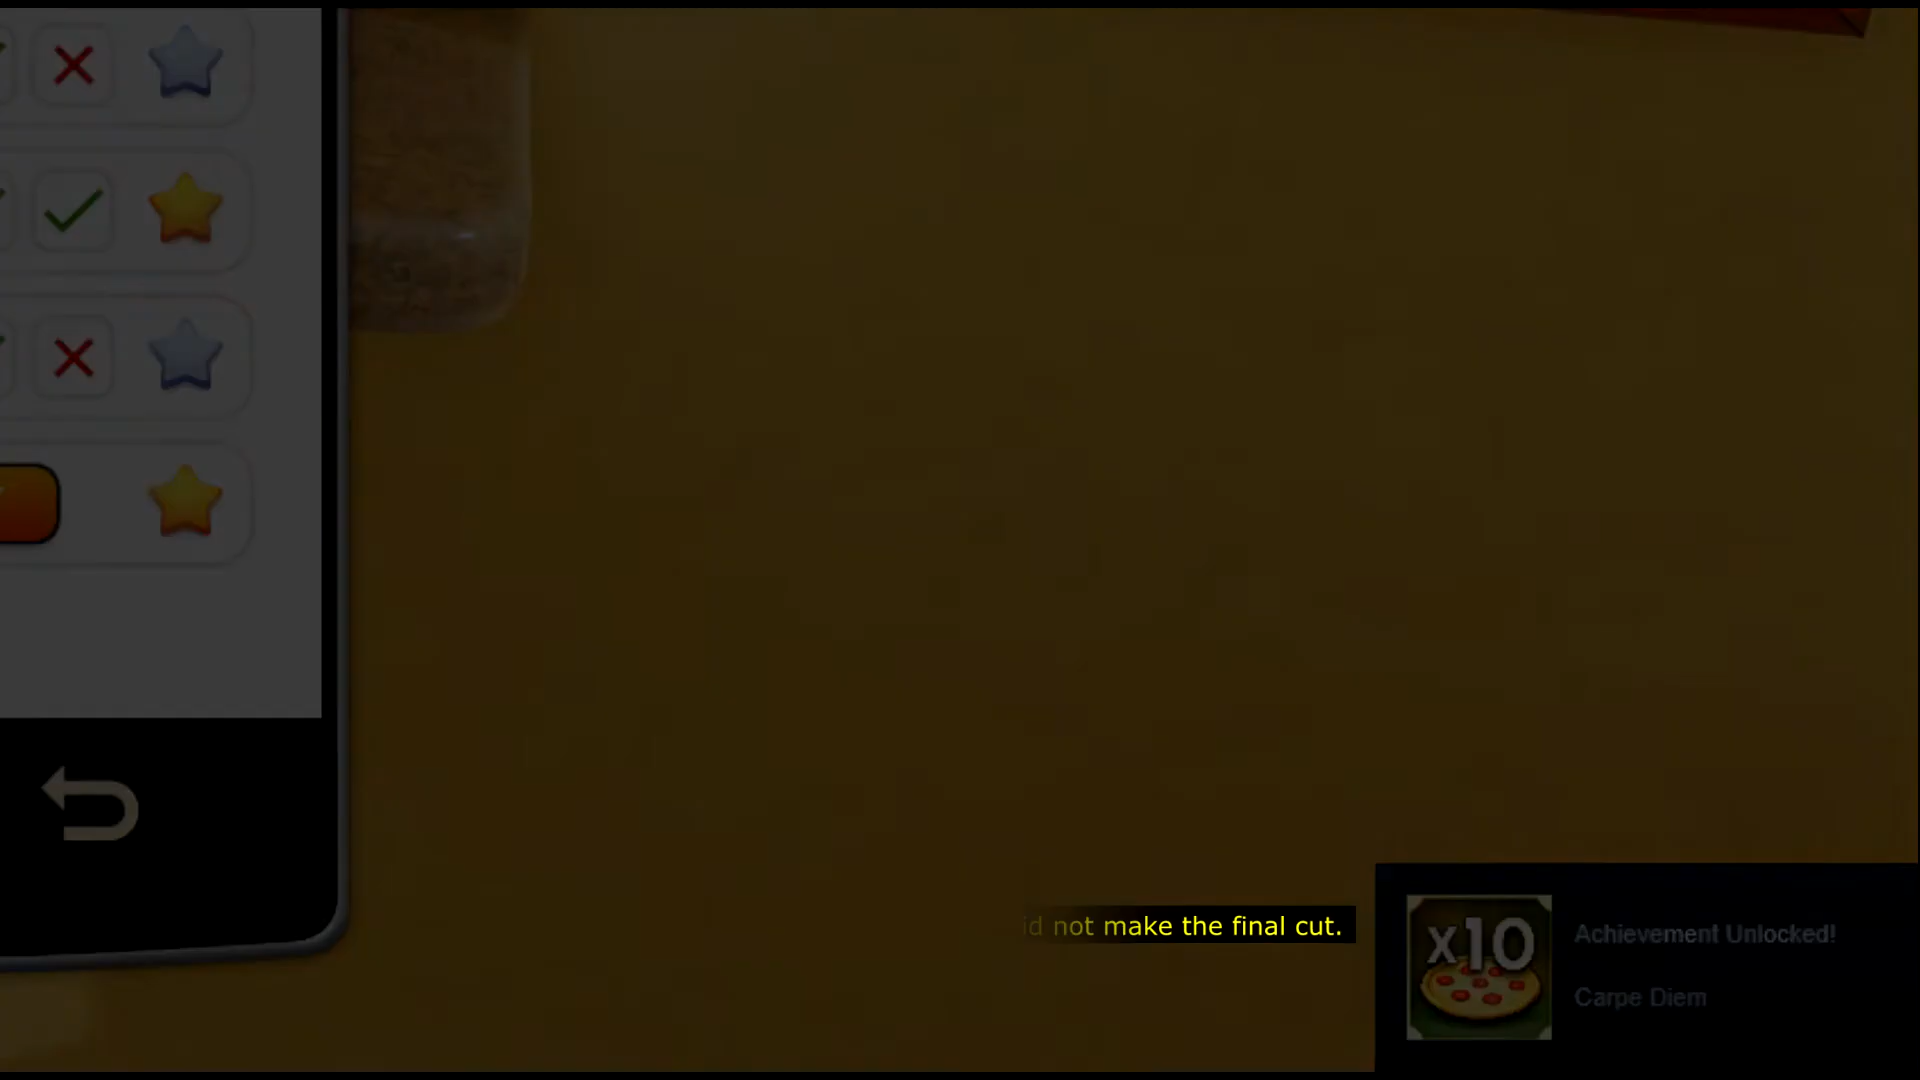 not make the final cut.
x10
Achievement Unlocked!
Carpe Diem